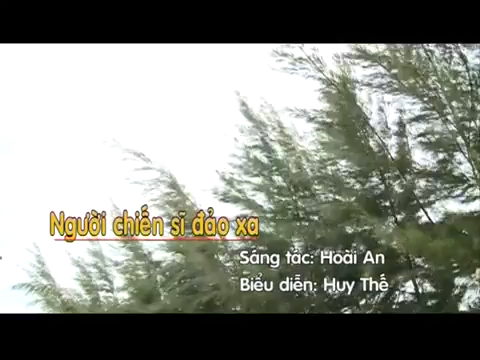 Người chiến sĩ đảo xa
Sáng tác: Hoài An
Biểu diễn: Huy Thế